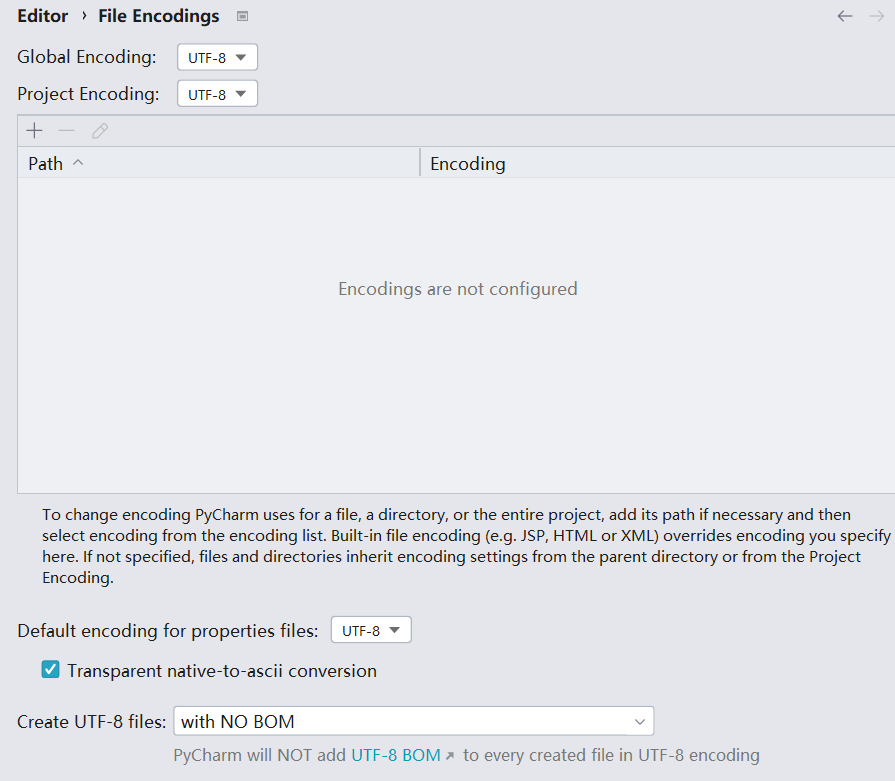 Editor › File Encodings
Global Encoding: UTF-8
Project Encoding: UTF-8
Path Encoding
Encodings are not configured
To change encoding PyCharm uses for a file, a directory, or the entire project, add its path if necessary and then
select encoding from the encoding list. Built-in file encoding (e.g. JSP, HTML or XML) overrides encoding you specify
here. If not specified, files and directories inherit encoding settings from the parent directory or from the Project
Encoding.
Default encoding for properties files: UTF-8
Transparent native-to-ascii conversion
Create UTF-8 files: with NO BOM
PyCharm will NOT add UTF-8 BOM ↗ to every created file in UTF-8 encoding